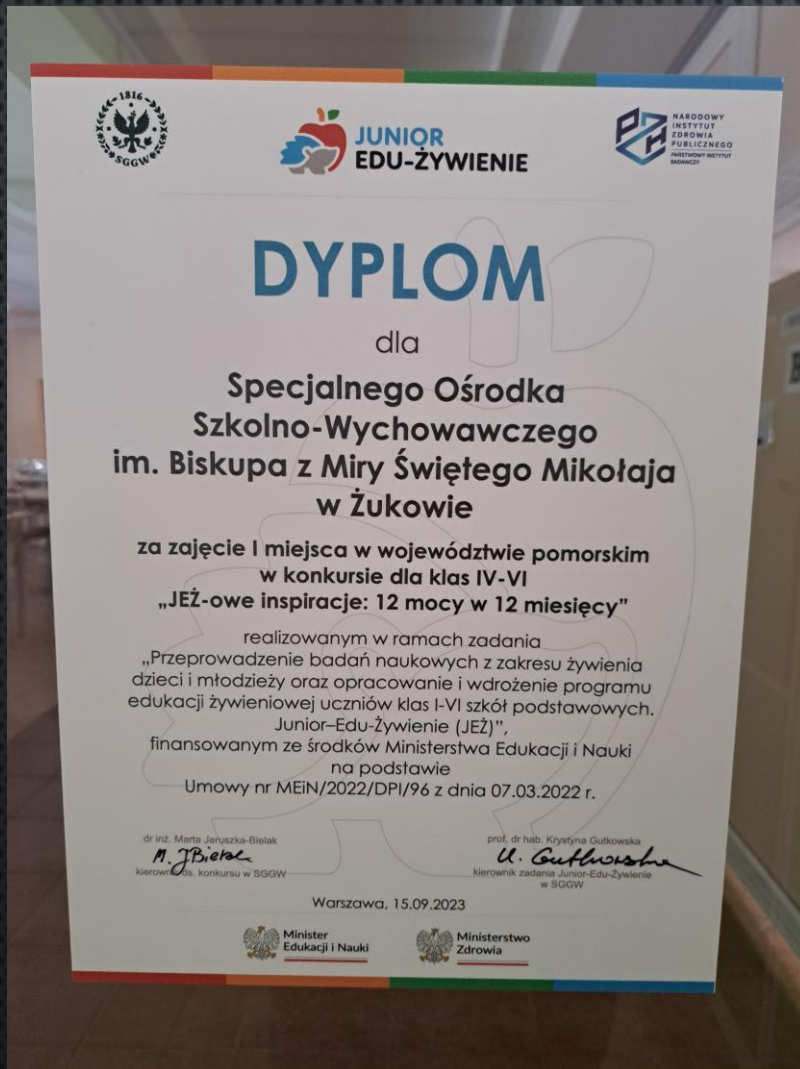 1816
SGGW
JUNIOR
EDU-ŻYWIENIE
NARODOWY
INSTYTUT
ZDROWIA
PUBLICZNEGO
PAŃSTWOWY INSTYTUT
BADAWCZY
DYPLOM
dla
Specjalnego Ośrodka
Szkolno-Wychowawczego
im. Biskupa z Miry Świętego Mikołaja
w Żukowie
za zajęcie I miejsca w województwie pomorskim
w konkursie dla klas IV-VI
„JEŻ-owe inspiracje: 12 mocy w 12 miesięcy”
realizowanym w ramach zadania
„Przeprowadzenie badań naukowych z zakresu żywienia
dzieci i młodzieży oraz opracowanie i wdrożenie programu
edukacji żywieniowej uczniów klas I-VI szkół podstawowych.
Junior–Edu-Żywienie (JEŻ)”,
finansowanym ze środków Ministerstwa Edukacji i Nauki
na podstawie
Umowy nr MEiN/2022/DPI/96 z dnia 07.03.2022 r.
dr inż. Marta Jeruszka-Bielak
M. JBielak
ds. konkursu w SGGW
prof. dr hab. Krystyna Gutkowska
K. Gutkowska
kierownik zadania Junior-Edu-Żywienie
w SGGW
Warszawa, 15.09.2023
Minister
Edukacji i Nauki
Ministerstwo
Zdrowia